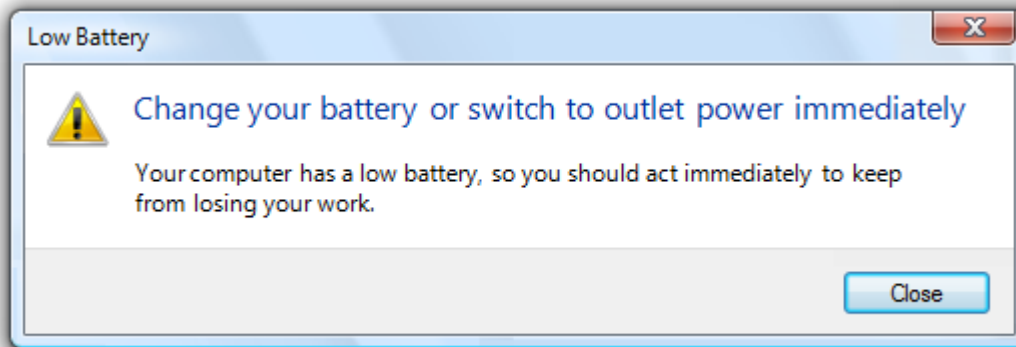 Low Battery
Change your battery or switch to outlet power immediately
Your computer has a low battery, so you should act immediately to keep
from losing your work.
Close